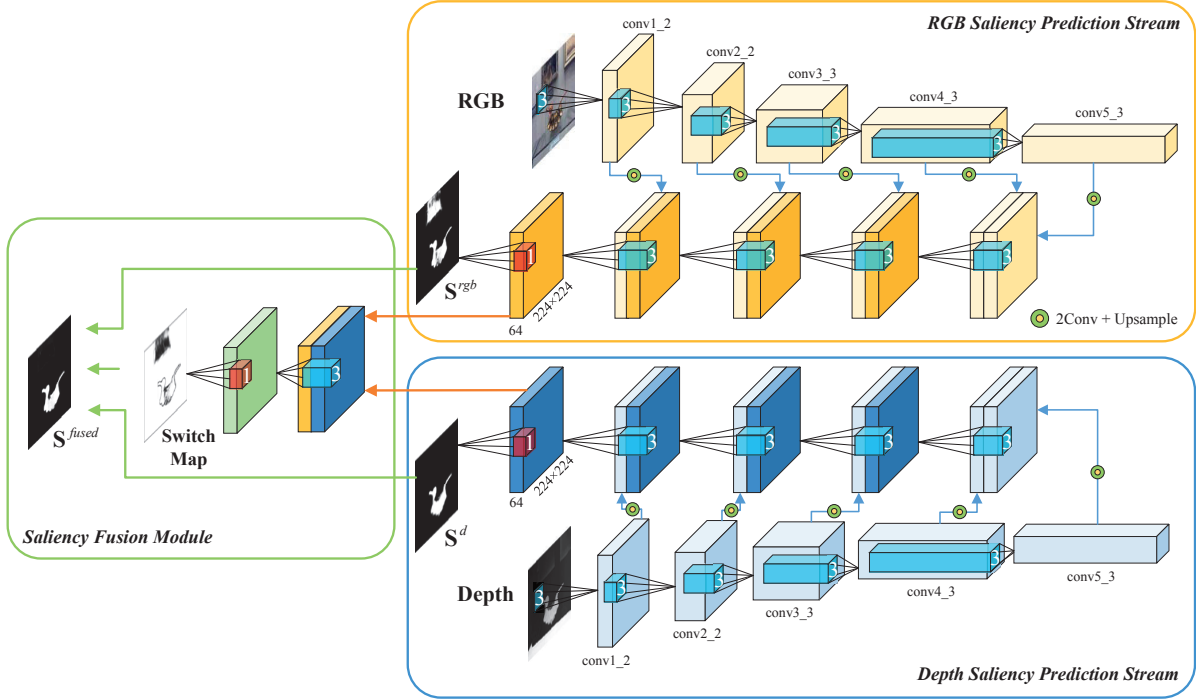 RGB Saliency Prediction Stream
conv1_2
conv2_2
conv3_3
conv4_3
conv5_3
RGB
3
3
3
3
3
S^rgb
1
3
3
3
3
64
224×224
2Conv + Upsample
S^fused
Switch
Map
1
3
Saliency Fusion Module
1
3
3
3
3
64
224×224
S^d
Depth
3
3
3
3
3
conv1_2
conv2_2
conv3_3
conv4_3
conv5_3
Depth Saliency Prediction Stream